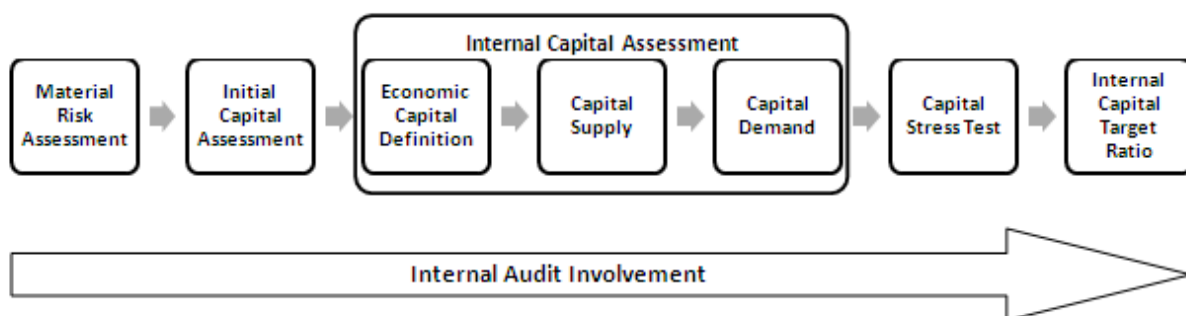 Internal Capital Assessment
Material
Risk
Assessment
Initial
Capital
Assessment
Economic
Capital
Definition
Capital
Supply
Capital
Demand
Capital
Stress Test
Internal
Capital
Target
Ratio
Internal Audit Involvement